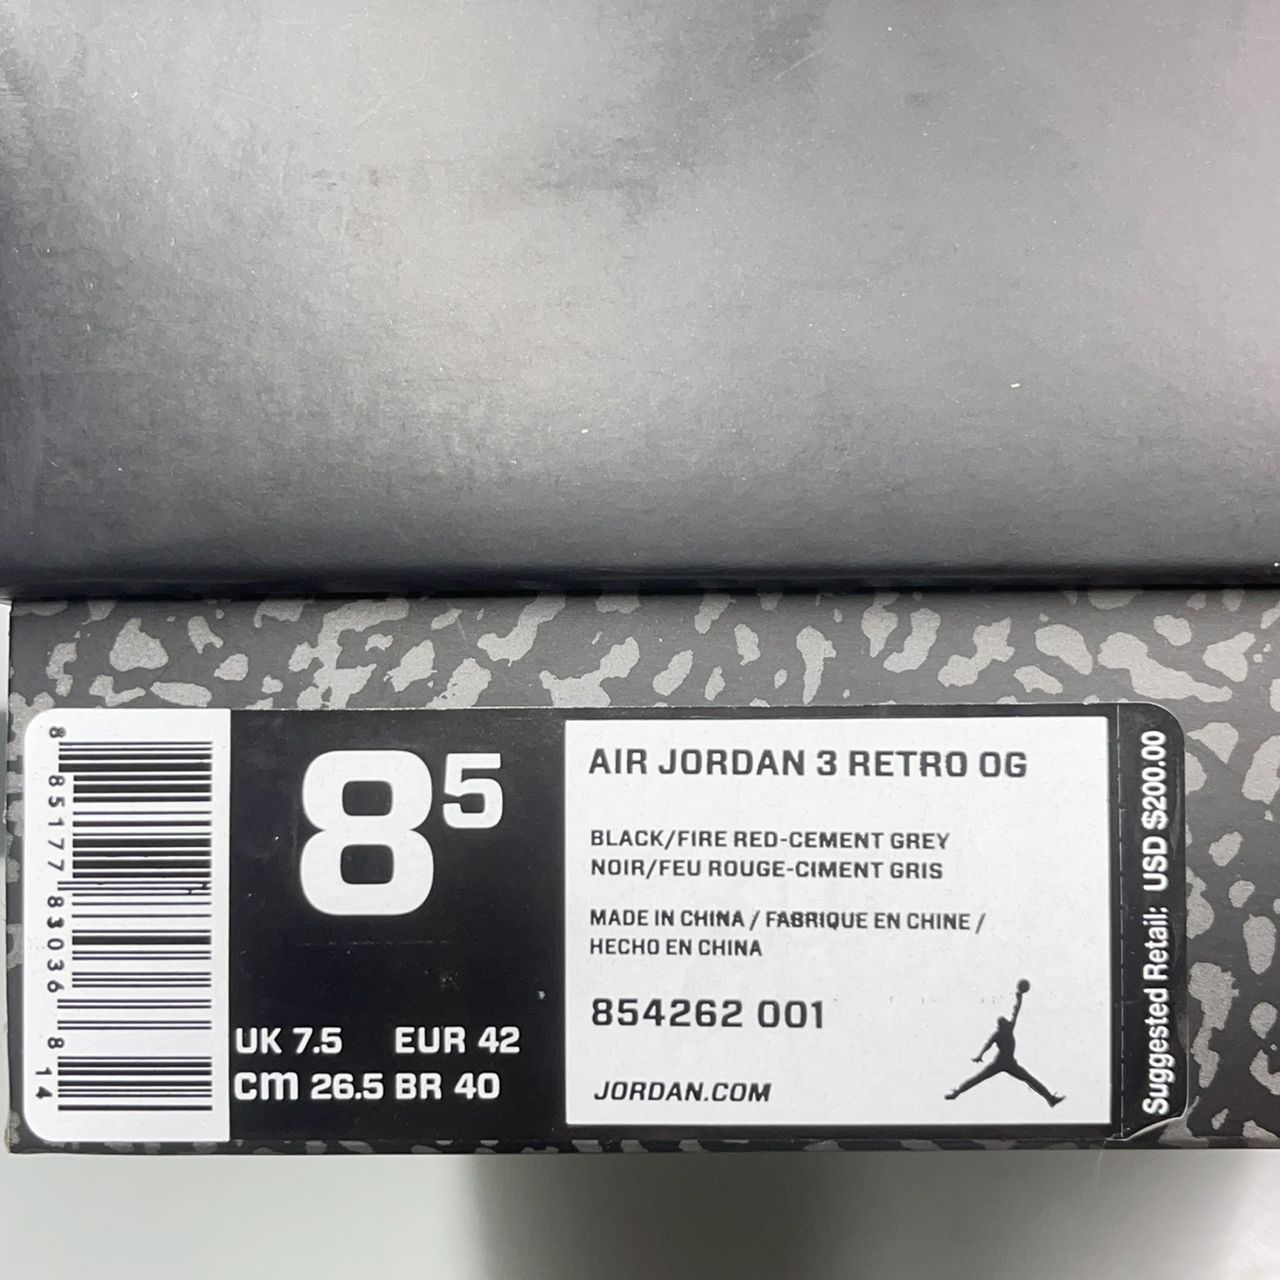 8 85177 83036 8 14
8 5
UK 7.5 EUR 42
cm 26.5 BR 40
AIR JORDAN 3 RETRO OG
BLACK/FIRE RED-CEMENT GREY
NOIR/FEU ROUGE-CIMENT GRIS
MADE IN CHINA / FABRIQUE EN CHINE /
HECHO EN CHINA
854262 001
JORDAN.COM
Suggested Retail: USD $200.00